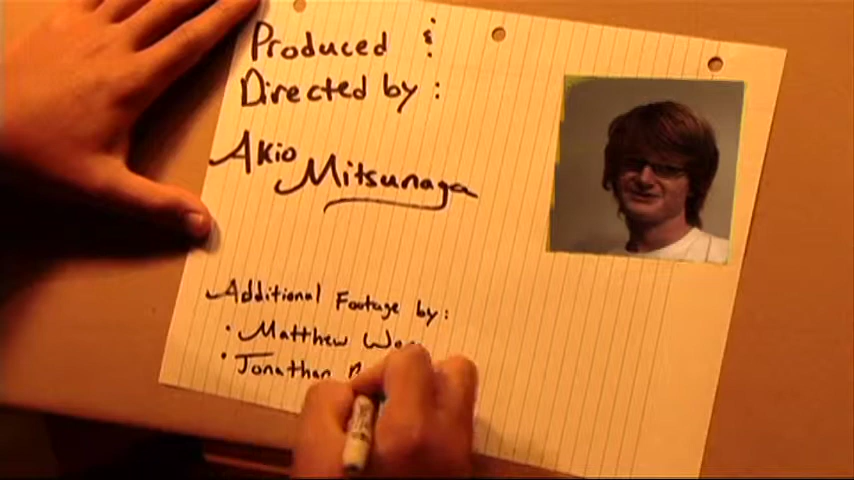 Produced &
Directed by:
Akio
Mitsunaga
Additional Footage by:
• Matthew
• Jonathan